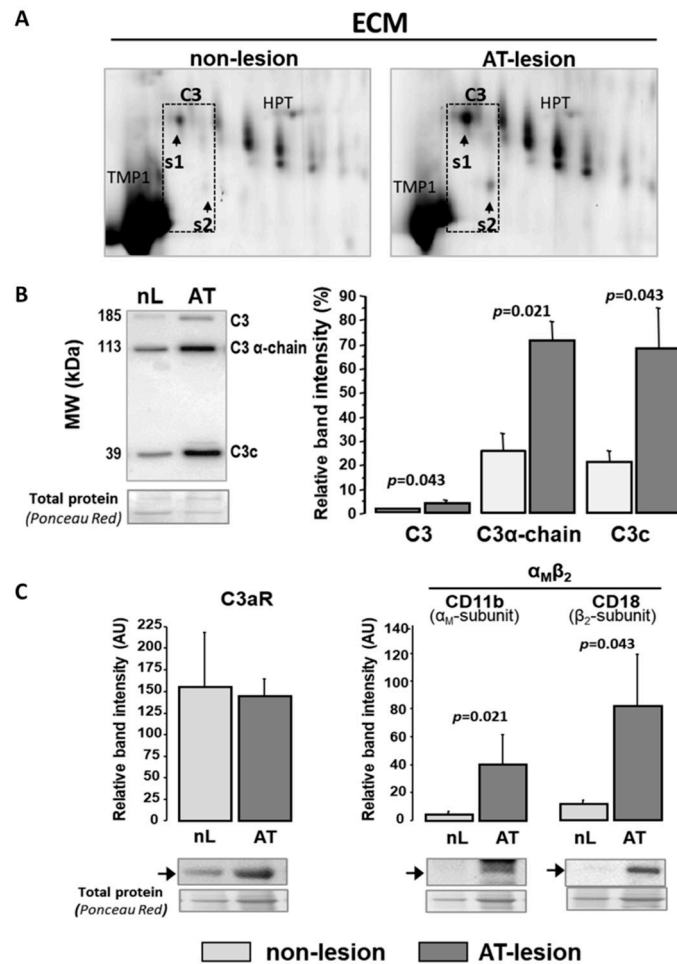 A
ECM
non-lesion
AT-lesion
C3
HPT
s1
TMP1
s2
C3
HPT
s1
TMP1
s2
B
nL AT
MW (kDa)
185
C3
113
C3 α-chain
39
C3c
Total protein
(Ponceau Red)
Relative band intensity (%)
90
80
70
60
50
40
30
20
10
0
p=0.043
p=0.021
p=0.043
C3
C3α-chain
C3c
C
C3aR
Relative band intensity (AU)
225
200
175
150
125
100
75
50
25
0
nL
AT
Total protein
(Ponceau Red)
αMβ2
CD11b
(αM-subunit)
CD18
(β2-subunit)
Relative band intensity (AU)
140
120
100
80
60
40
20
0
p=0.021
p=0.043
nL
AT
nL
AT
non-lesion
AT-lesion